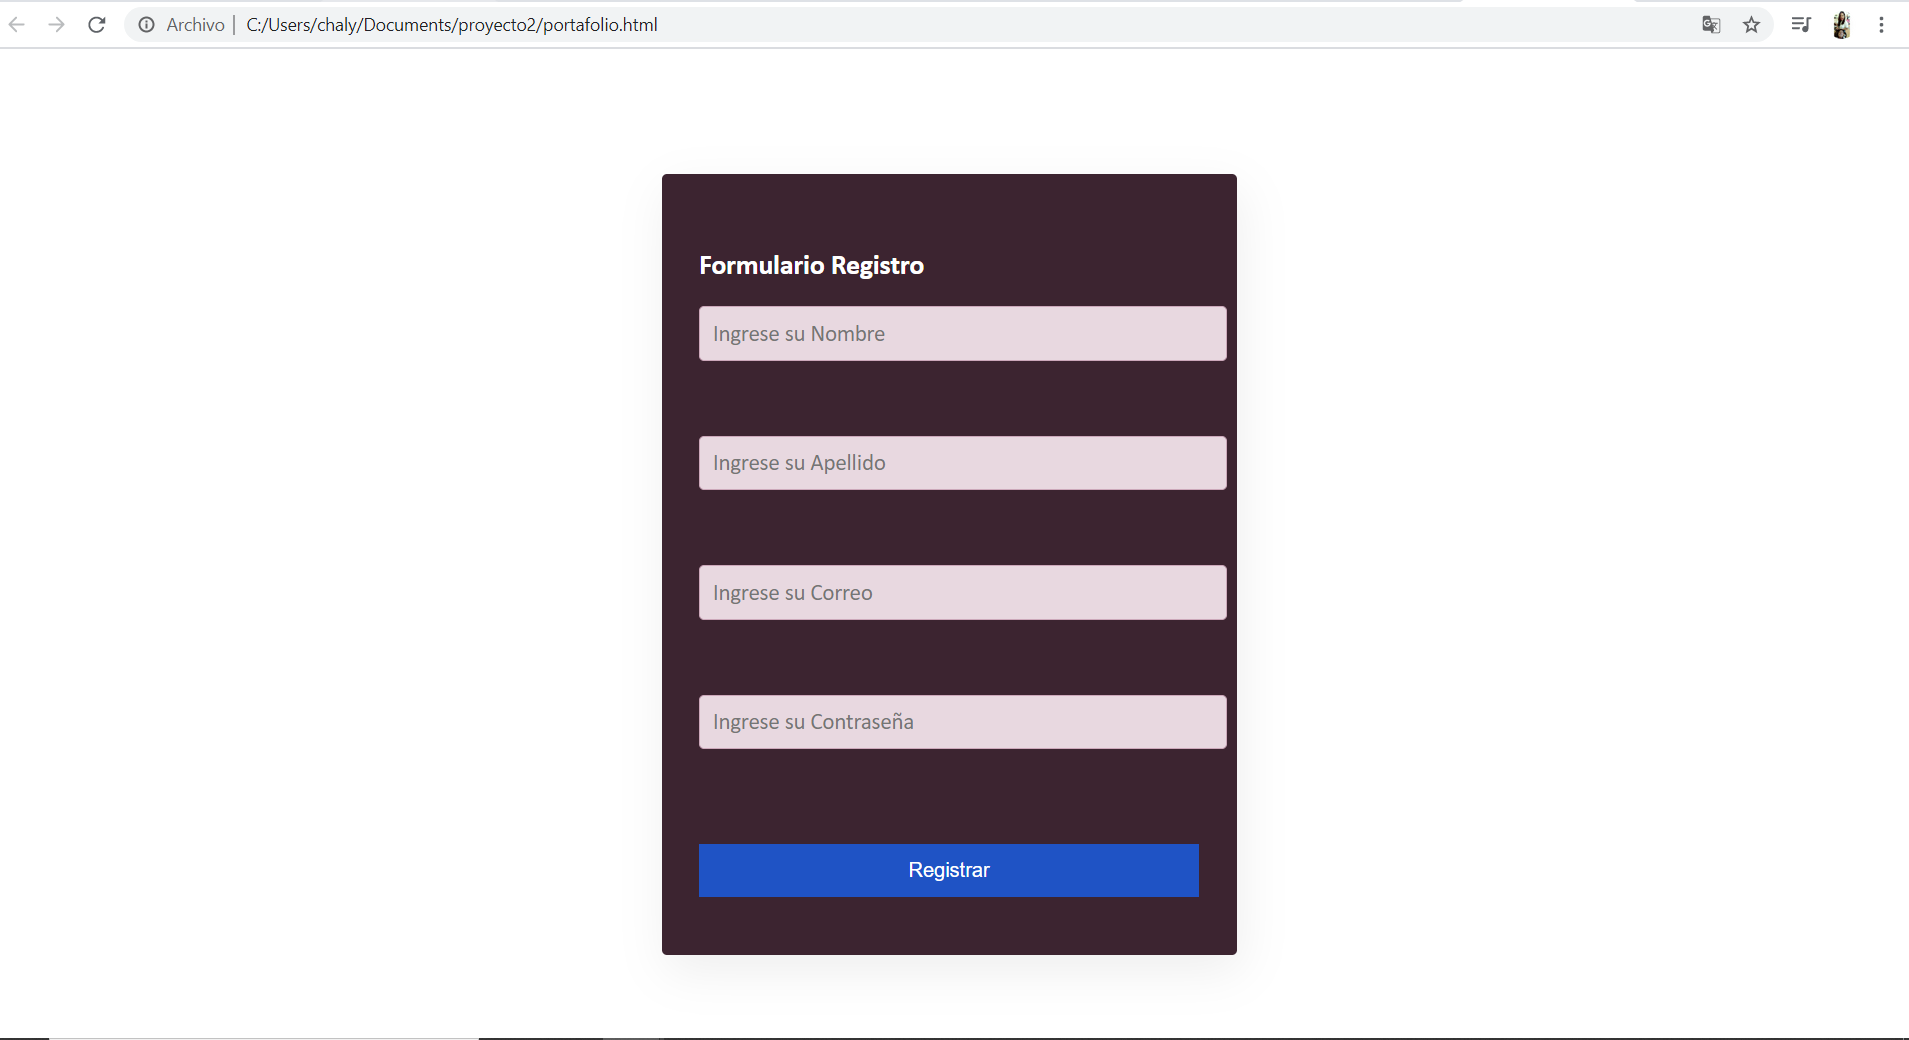 Archivo | C:/Users/chaly/Documents/proyecto2/portafolio.html
Formulario Registro
Ingrese su Nombre
Ingrese su Apellido
Ingrese su Correo
Ingrese su Contraseña
Registrar